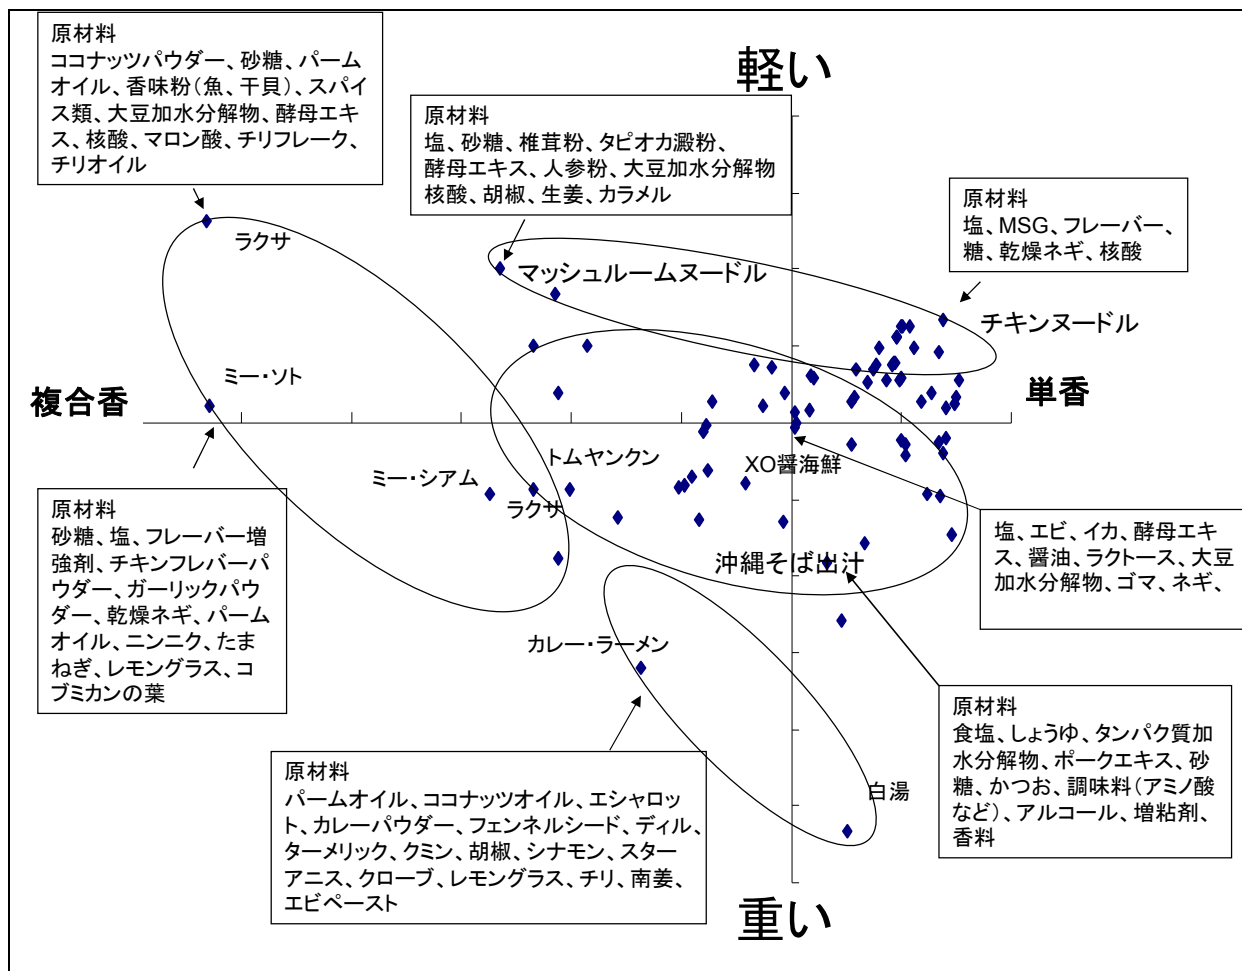 原材料
ココナッツパウダー、砂糖、パーム
オイル、香味粉(魚、干貝)、スパイ
ス類、大豆加水分解物、酵母エキ
ス、核酸、マロン酸、チリフレーク、
チリオイル
軽い
原材料
塩、砂糖、椎茸粉、タピオカ澱粉、
酵母エキス、人参粉、大豆加水分解物
核酸、胡椒、生姜、カラメル
原材料
塩、MSG、フレーバー、
糖、乾燥ネギ、核酸
ラクサ
マッシュルームヌードル
チキンヌードル
ミー・ソト
複合香
単香
トムヤンクン
XO醤海鮮
ミー・シアム
ラクサ
原材料
砂糖、塩、フレーバー増
強剤、チキンフレバーパ
ウダー、ガーリックパウ
ダー、乾燥ネギ、パーム
オイル、ニンニク、たま
ねぎ、レモングラス、コ
ブミカンの葉
塩、エビ、イカ、酵母エキ
ス、醤油、ラクトース、大豆
加水分解物、ゴマ、ネギ、
沖縄そば出汁
カレー・ラーメン
原材料
食塩、しょうゆ、タンパク質加
水分解物、ポークエキス、砂
糖、かつお、調味料(アミノ酸
など)、アルコール、増粘剤、
香料
原材料
パームオイル、ココナッツオイル、エシャロッ
ト、カレーパウダー、フェンネルシード、ディル、
ターメリック、クミン、胡椒、シナモン、スター
アニス、クローブ、レモングラス、チリ、南姜、
エビペースト
白湯
重い